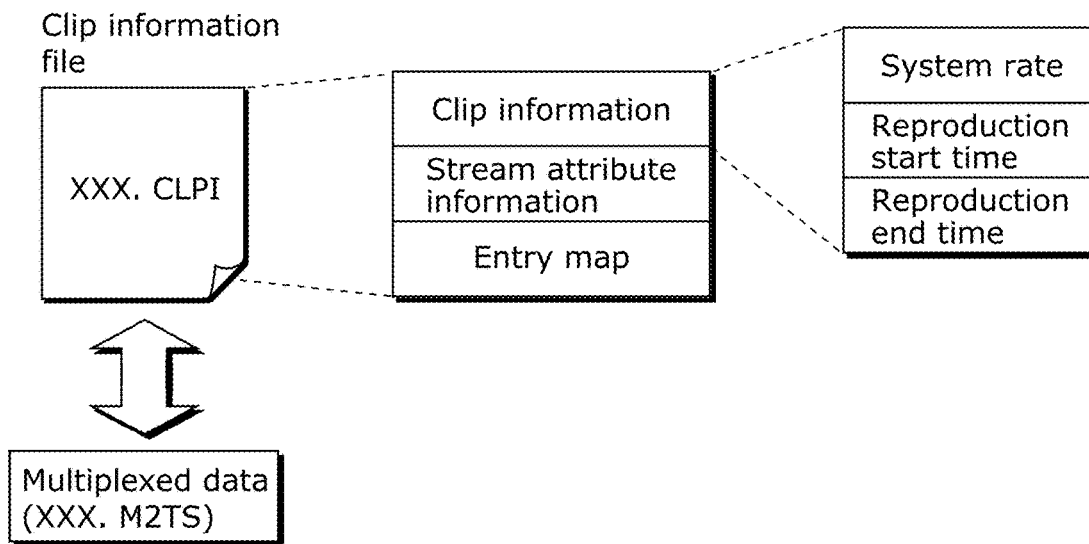 Clip information
file
XXX. CLPI
Multiplexed data
(XXX. M2TS)
Clip information
Stream attribute
information
Entry map
System rate
Reproduction
start time
Reproduction
end time